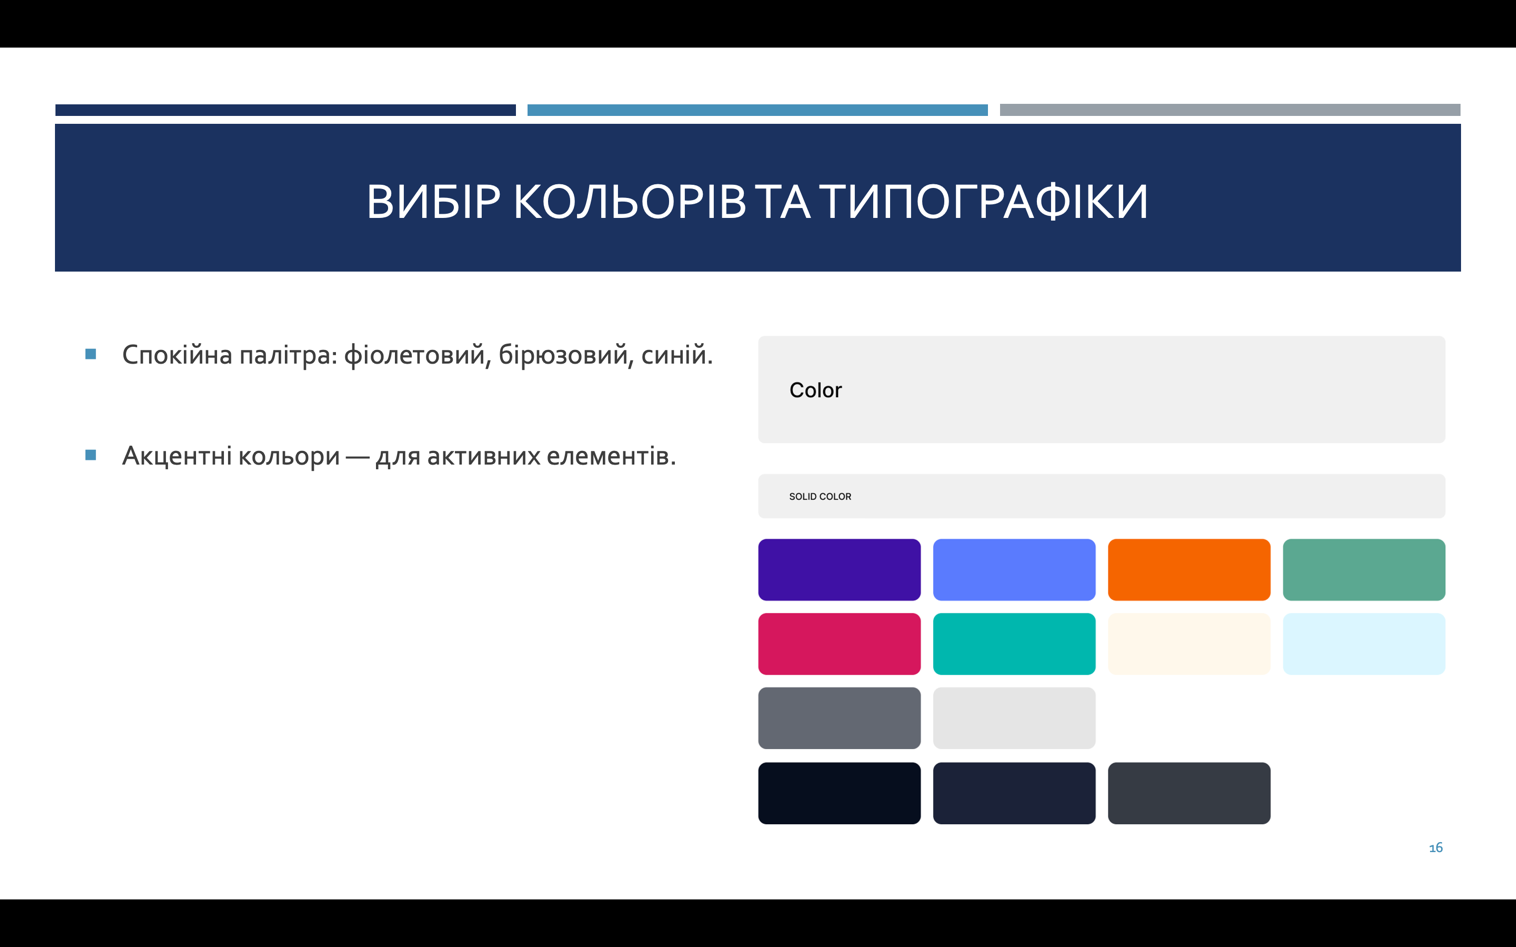 ВИБІР КОЛЬОРІВ ТА ТИПОГРАФІКИ
Спокійна палітра: фіолетовий, бірюзовий, синій.
Акцентні кольори — для активних елементів.
Color
SOLID COLOR
16